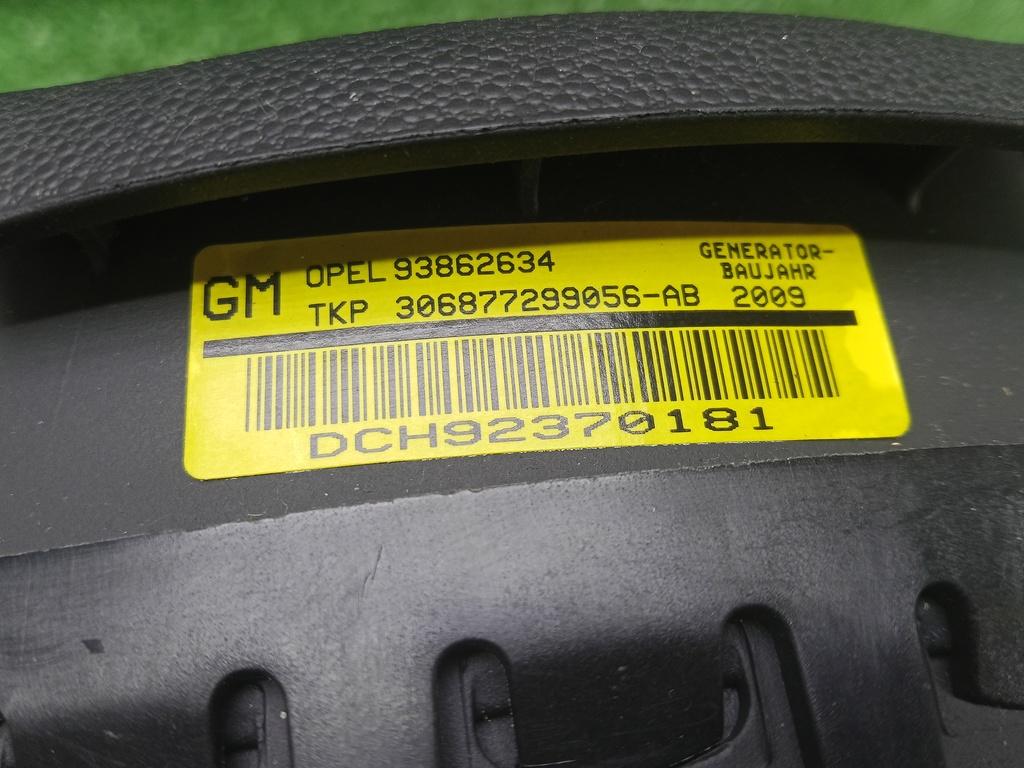 GM OPEL 93862634 GENERATOR-
BAUJAHR
TKP 306877299056-AB 2009
DCH92370181